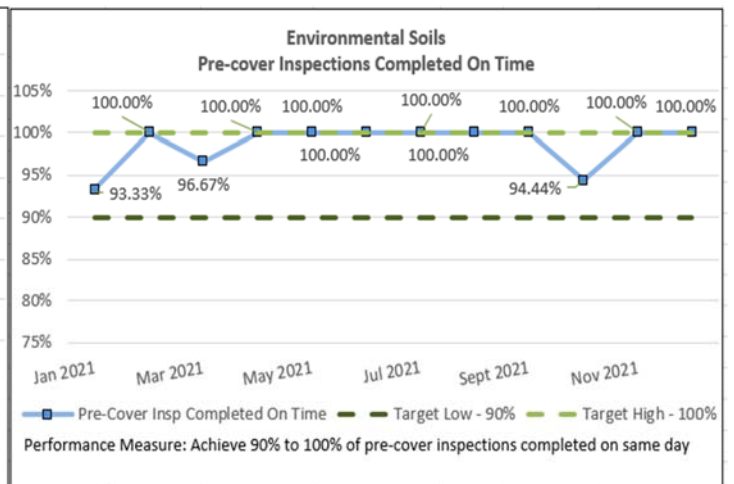 Environmental Soils
Pre-cover Inspections Completed On Time
105%
100.00% 100.00% 100.00% 100.00% 100.00% 100.00% 100.00%
100%
100.00% 100.00%
95%
93.33% 96.67% 94.44%
90%
85%
80%
75%
Jan 2021 Mar 2021 May 2021 Jul 2021 Sept 2021 Nov 2021
Pre-Cover Insp Completed On Time Target Low - 90% Target High - 100%
Performance Measure: Achieve 90% to 100% of pre-cover inspections completed on same day